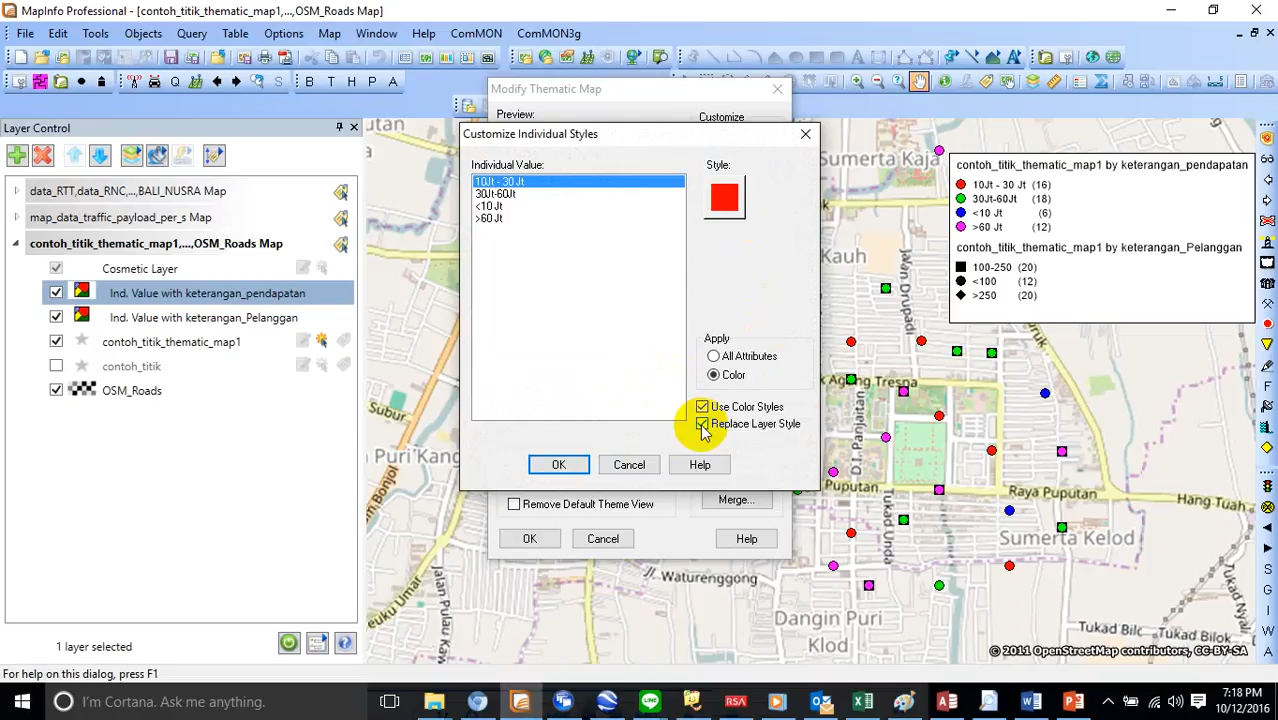 MapInfo Professional - [contoh_titik_thematic_map1,...,OSM_Roads Map]
File Edit Tools Objects Query Table Options Map Window Help ComMON ComMON3g
B T H P A
Layer Control
data_RTT,data_RNC,...,BALI_NUSRA Map
map_data_traffic_payload_per_s Map
contoh_titik_thematic_map1,...,OSM_Roads Map
Cosmetic Layer
Ind. Value with keterangan_pendapatan
Ind. Value with keterangan_Pelanggan
contoh_titik_thematic_map1
contoh_titik
OSM_Roads
1 layer selected
For help on this dialog, press F1
Modify Thematic Map
Preview:
Customize
Customize Individual Styles
Individual Value:
Style:
10Jt - 30 Jt
30Jt-60Jt
<10 Jt
>60 Jt
Apply
All Attributes
Color
Use Color Styles
Replace Layer Style
OK Cancel Help
Remove Default Theme View
Merge...
OK Cancel Help
contoh_titik_thematic_map1 by keterangan_pendapatan
10Jt - 30 Jt (16)
30Jt-60Jt (18)
<10 Jt (6)
>60 Jt (12)
contoh_titik_thematic_map1 by keterangan_Pelanggan
100-250 (20)
<100 (12)
>250 (20)
Sumerta Kaja
Kauh
Jalan Drupadi
Agung Tresna
D.I. Panjaitan
Puputan
Raya Puputan
Hang Tuah
Tukad Unda
Sumerta Kelod
Subur
Jalan Pulau
Waturenggong
Dangin Puri
Klod
Tukad Bilc
Tukad Nyal
© 2011 OpenStreetMap contributors, CC-BY-SA
I'm Cortana. Ask me anything.
7:18 PM
10/12/2016